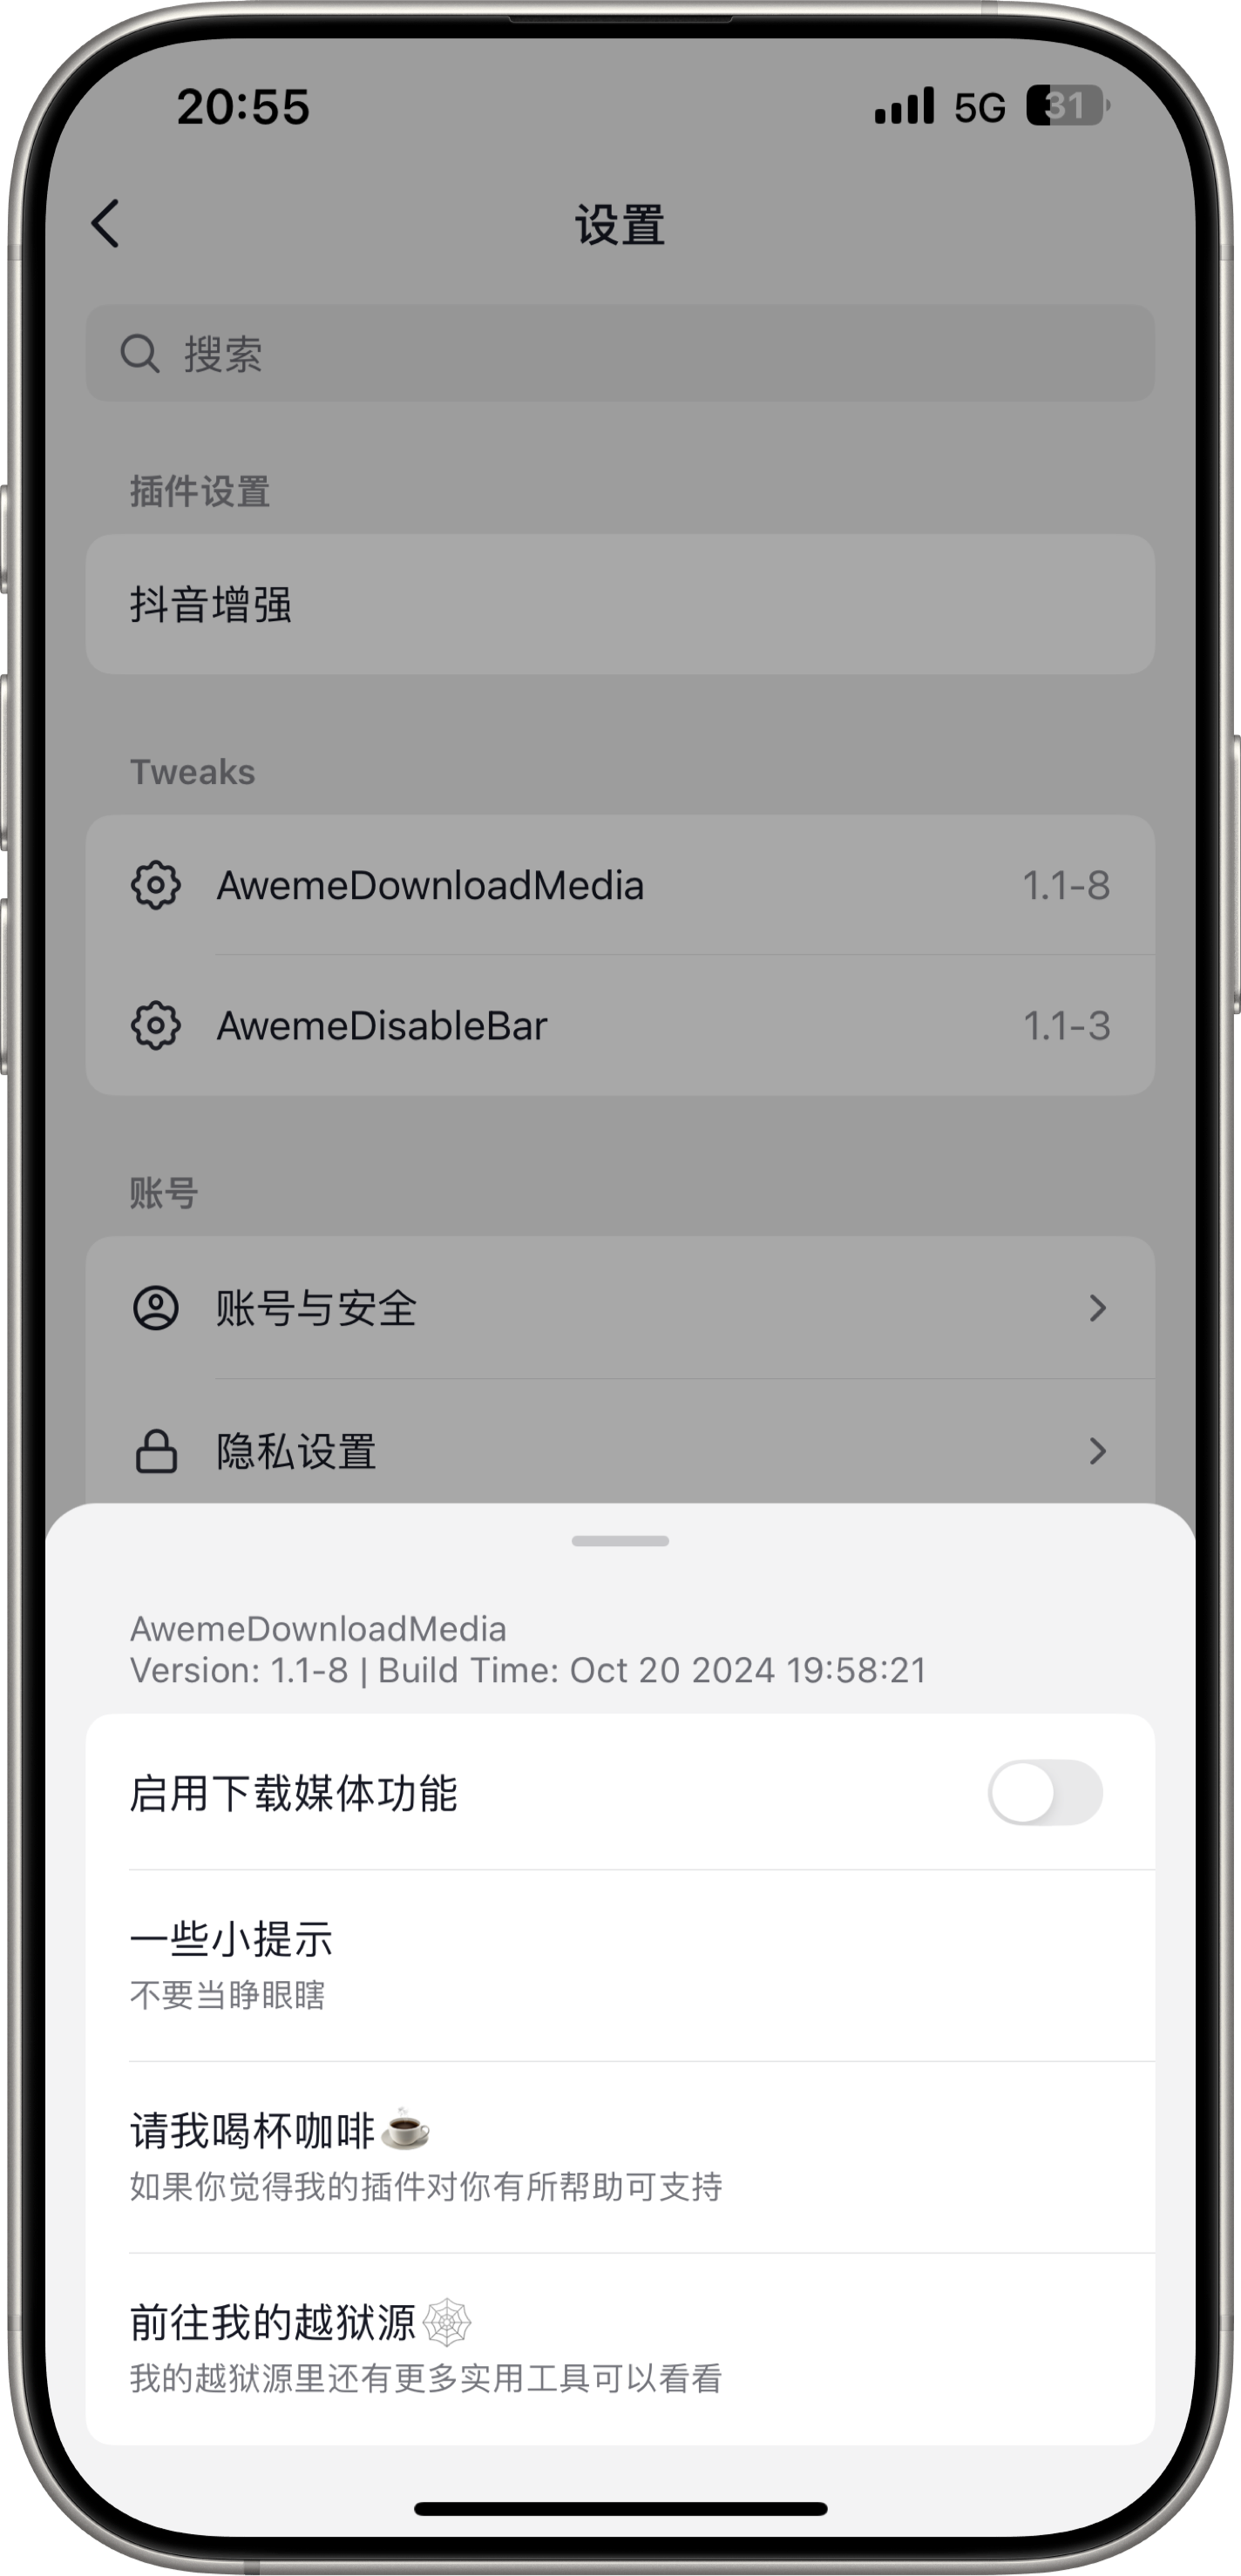 20:55
5G
31
设置
搜索
插件设置
抖音增强
Tweaks
AwemeDownloadMedia
1.1-8
AwemeDisableBar
1.1-3
账号
账号与安全
隐私设置
AwemeDownloadMedia
Version: 1.1-8 | Build Time: Oct 20 2024 19:58:21
启用下载媒体功能
一些小提示
不要当睁眼瞎
请我喝杯咖啡☕️
如果你觉得我的插件对你有所帮助可支持
前往我的越狱源🕸️
我的越狱源里还有更多实用工具可以看看